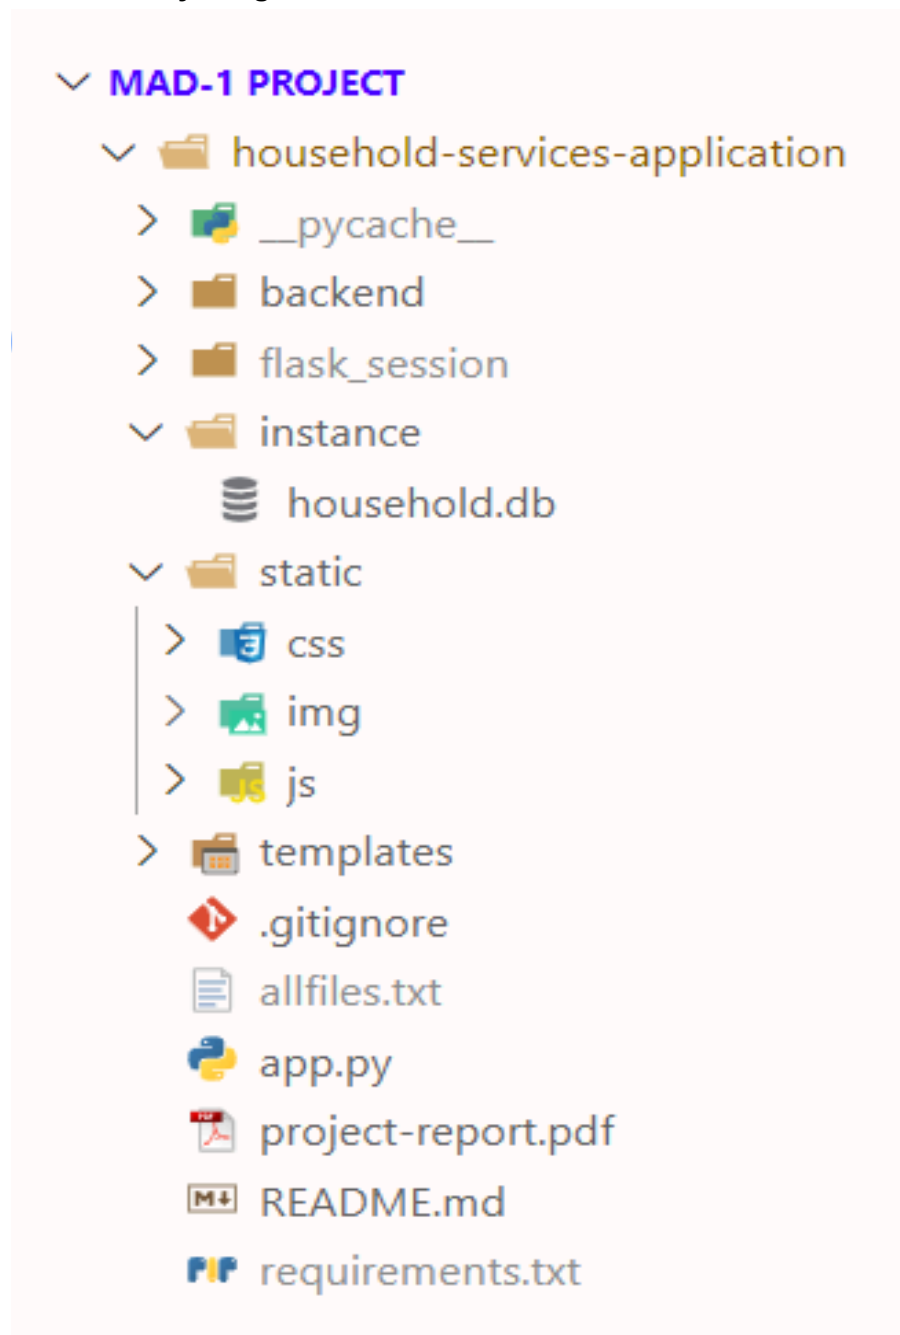 MAD-1 PROJECT
household-services-application
__pycache__
backend
flask_session
instance
household.db
static
css
img
js
templates
.gitignore
allfiles.txt
app.py
project-report.pdf
README.md
requirements.txt